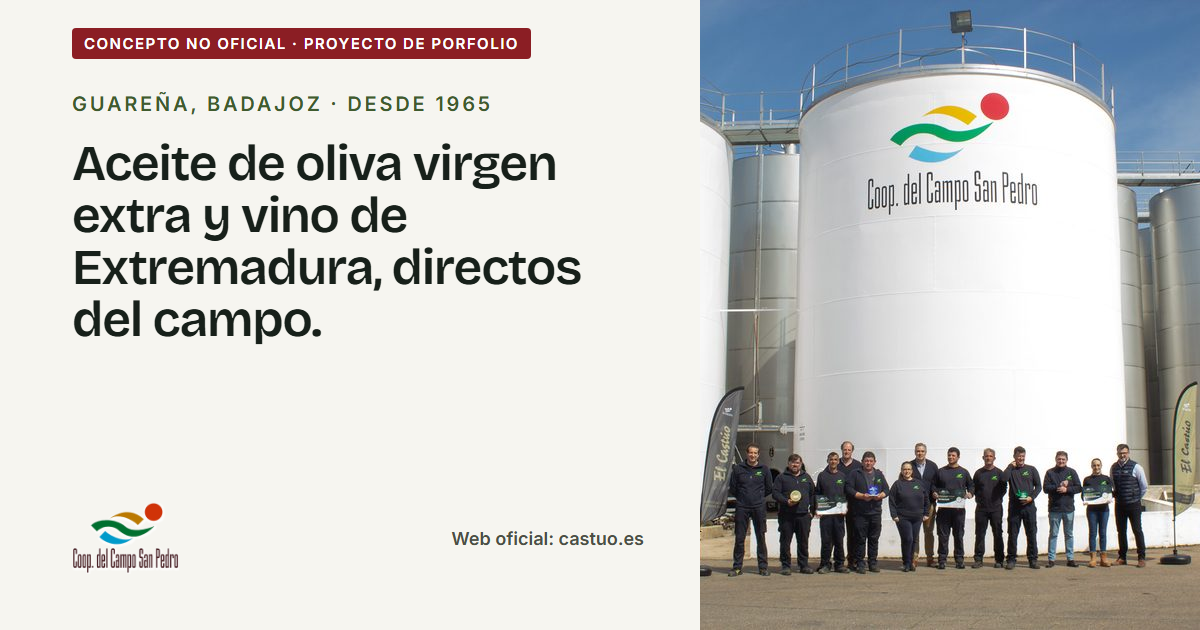 CONCEPTO NO OFICIAL · PROYECTO DE PORFOLIO
GUAREÑA, BADAJOZ · DESDE 1965
Aceite de oliva virgen
extra y vino de
Extremadura, directos
del campo.
Coop. del Campo San Pedro
Web oficial: castuo.es
Coop. del Campo San Pedro
El Castúo
El Castúo